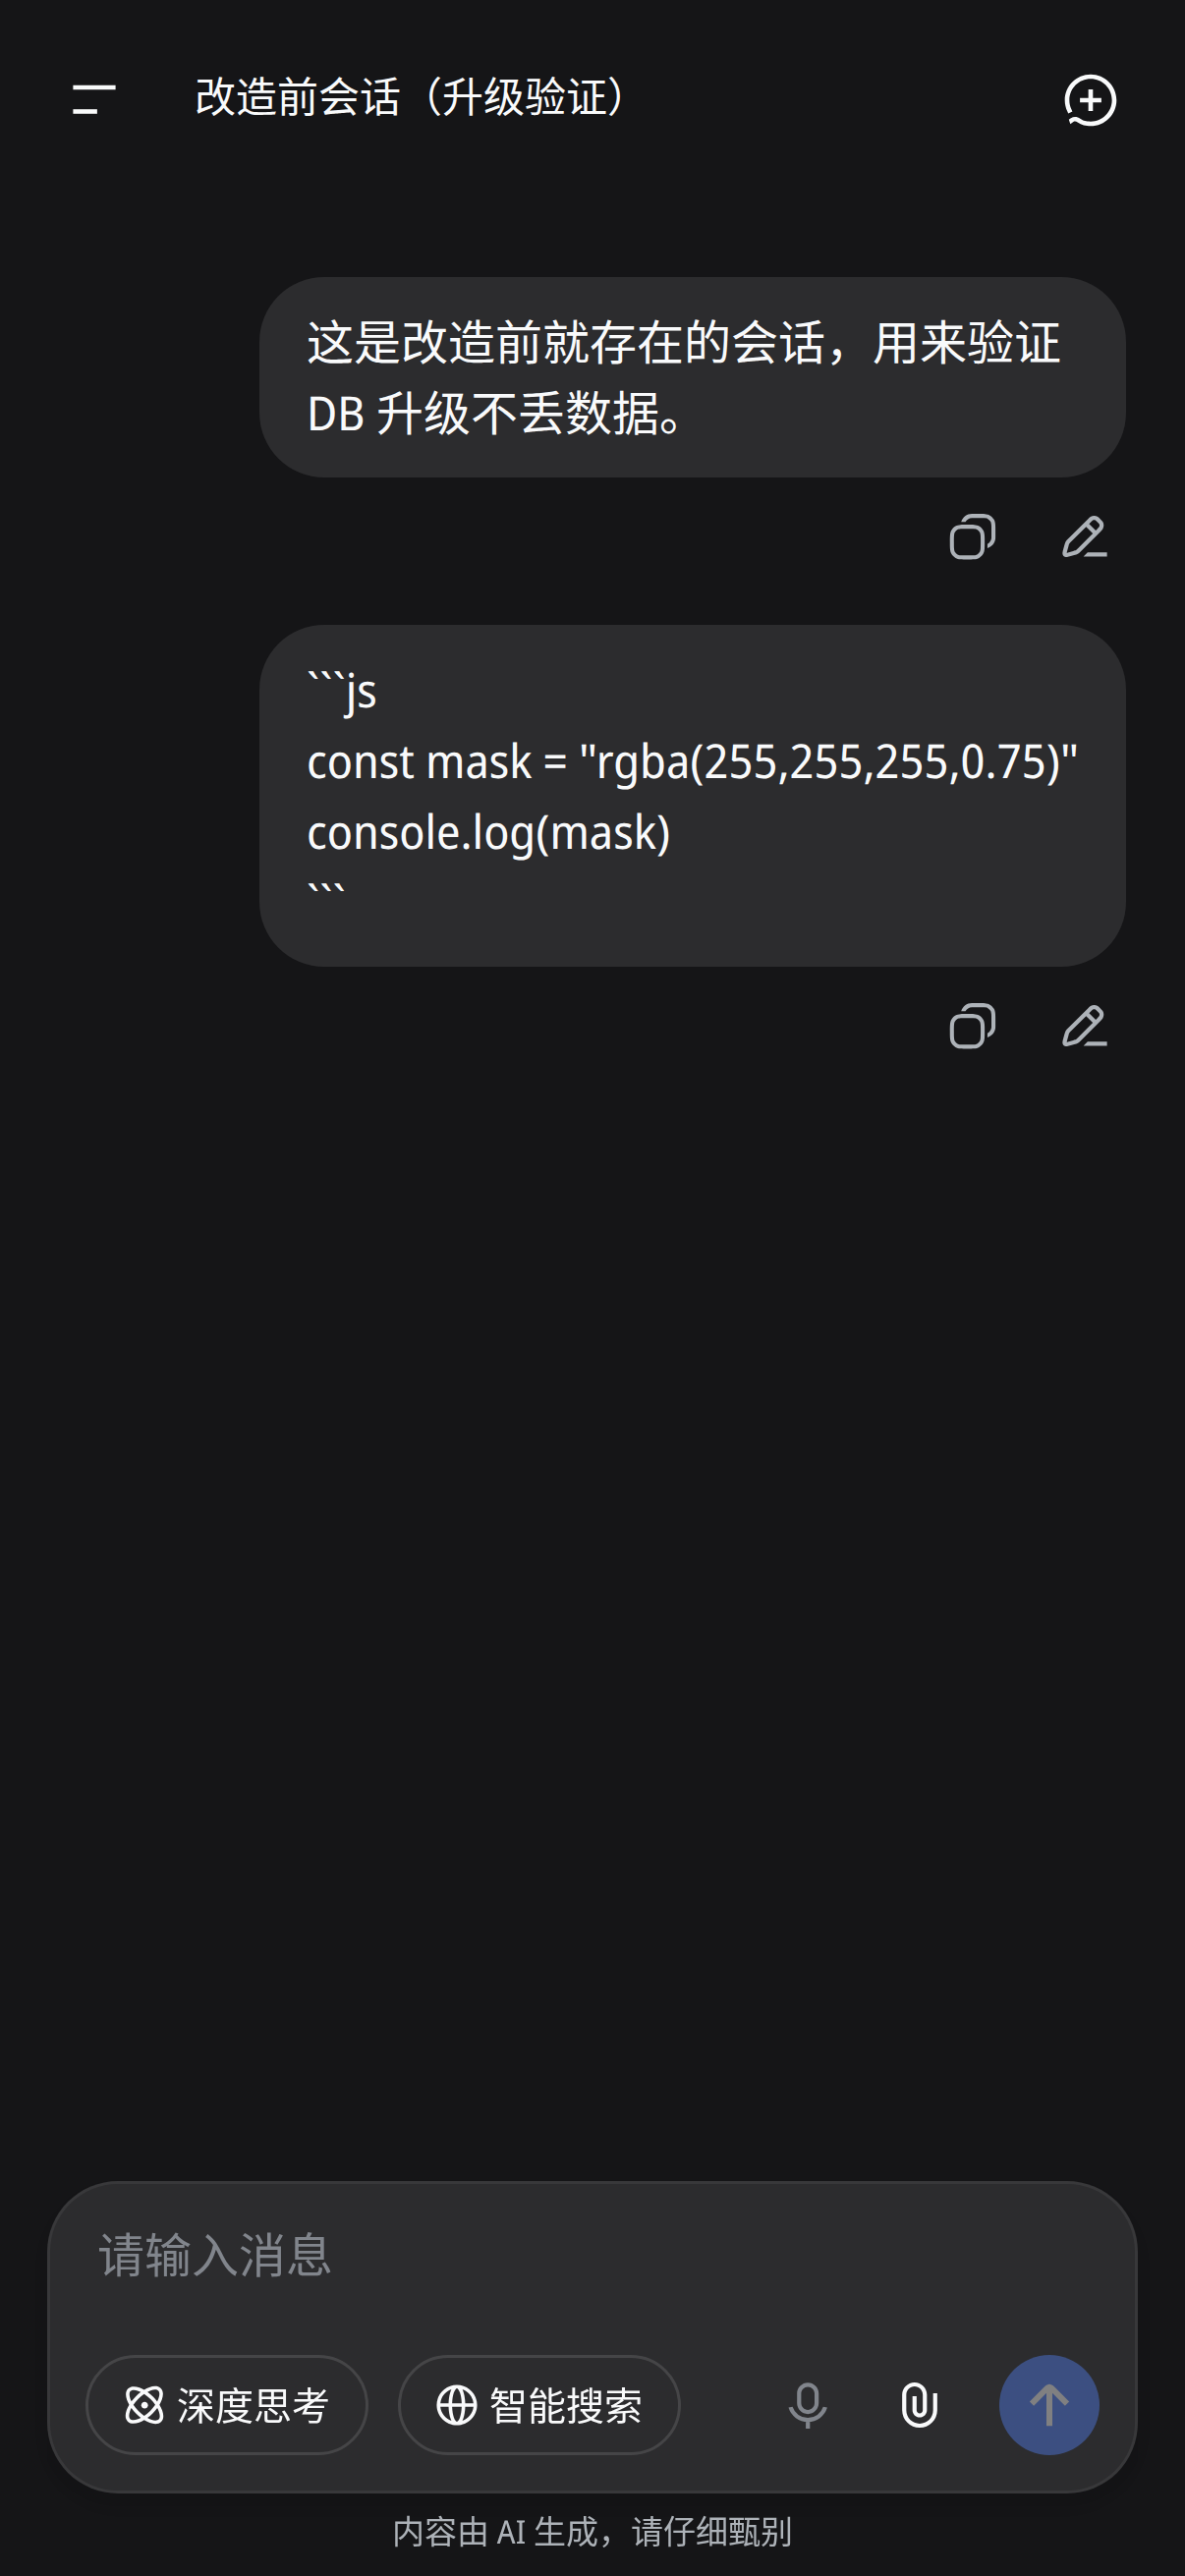 改造前会话（升级验证）
这是改造前就存在的会话，用来验证
DB 升级不丢数据。
```js
const mask = "rgba(255,255,255,0.75)"
console.log(mask)
```
请输入消息
深度思考
智能搜索
内容由 AI 生成，请仔细甄别